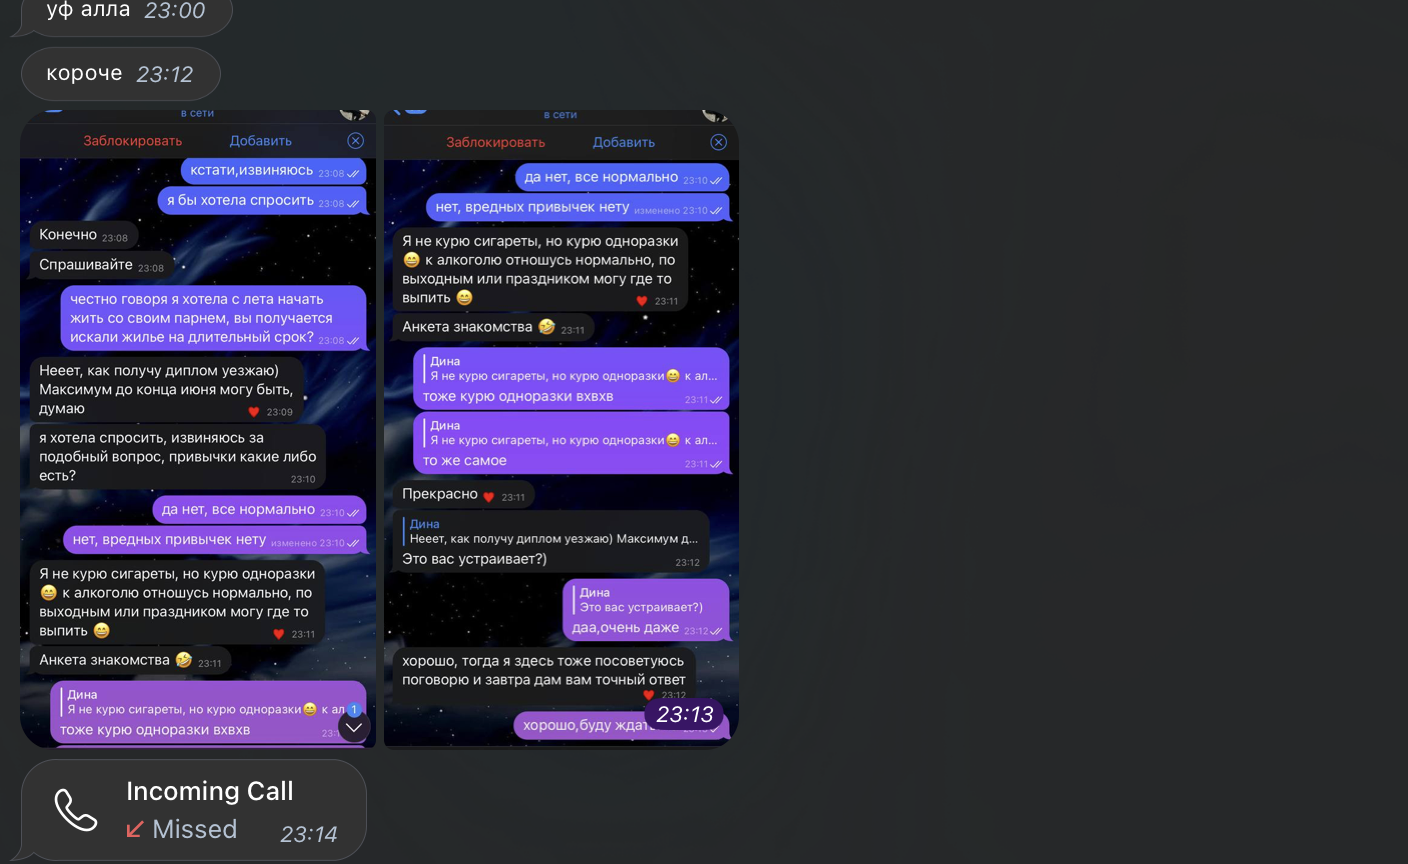 уф алла 23:00
короче 23:12
в сети
Заблокировать Добавить
кстати,извиняюсь 23:08
я бы хотела спросить 23:08
Конечно 23:08
Спрашивайте 23:08
честно говоря я хотела с лета начать
жить со своим парнем, вы получается
искали жилье на длительный срок? 23:08
Нееет, как получу диплом уезжаю)
Максимум до конца июня могу быть,
думаю ❤️ 23:09
я хотела спросить, извиняюсь за
подобный вопрос, привычки какие либо
есть? 23:10
да нет, все нормально 23:10
нет, вредных привычек нету изменено 23:10
Я не курю сигареты, но курю одноразки
😄 к алкоголю отношусь нормально, по
выходным или праздником могу где то
выпить 😄 ❤️ 23:11
Анкета знакомства 🤣 23:11
Дина
Я не курю сигареты, но курю одноразки😄 к ал
тоже курю одноразки вхвхв
1
в сети
Заблокировать Добавить
да нет, все нормально 23:10
нет, вредных привычек нету изменено 23:10
Я не курю сигареты, но курю одноразки
😄 к алкоголю отношусь нормально, по
выходным или праздником могу где то
выпить 😄 ❤️ 23:11
Анкета знакомства 🤣 23:11
Дина
Я не курю сигареты, но курю одноразки😄 к ал...
тоже курю одноразки вхвхв 23:11
Дина
Я не курю сигареты, но курю одноразки😄 к ал...
то же самое 23:11
Прекрасно ❤️ 23:11
Дина
Нееет, как получу диплом уезжаю) Максимум д...
Это вас устраивает?) 23:12
Дина
Это вас устраивает?)
даа,очень даже 23:12
хорошо, тогда я здесь тоже посоветуюсь
поговорю и завтра дам вам точный ответ
❤️ 23:12
хорошо,буду ждать
23:13
Incoming Call
Missed 23:14